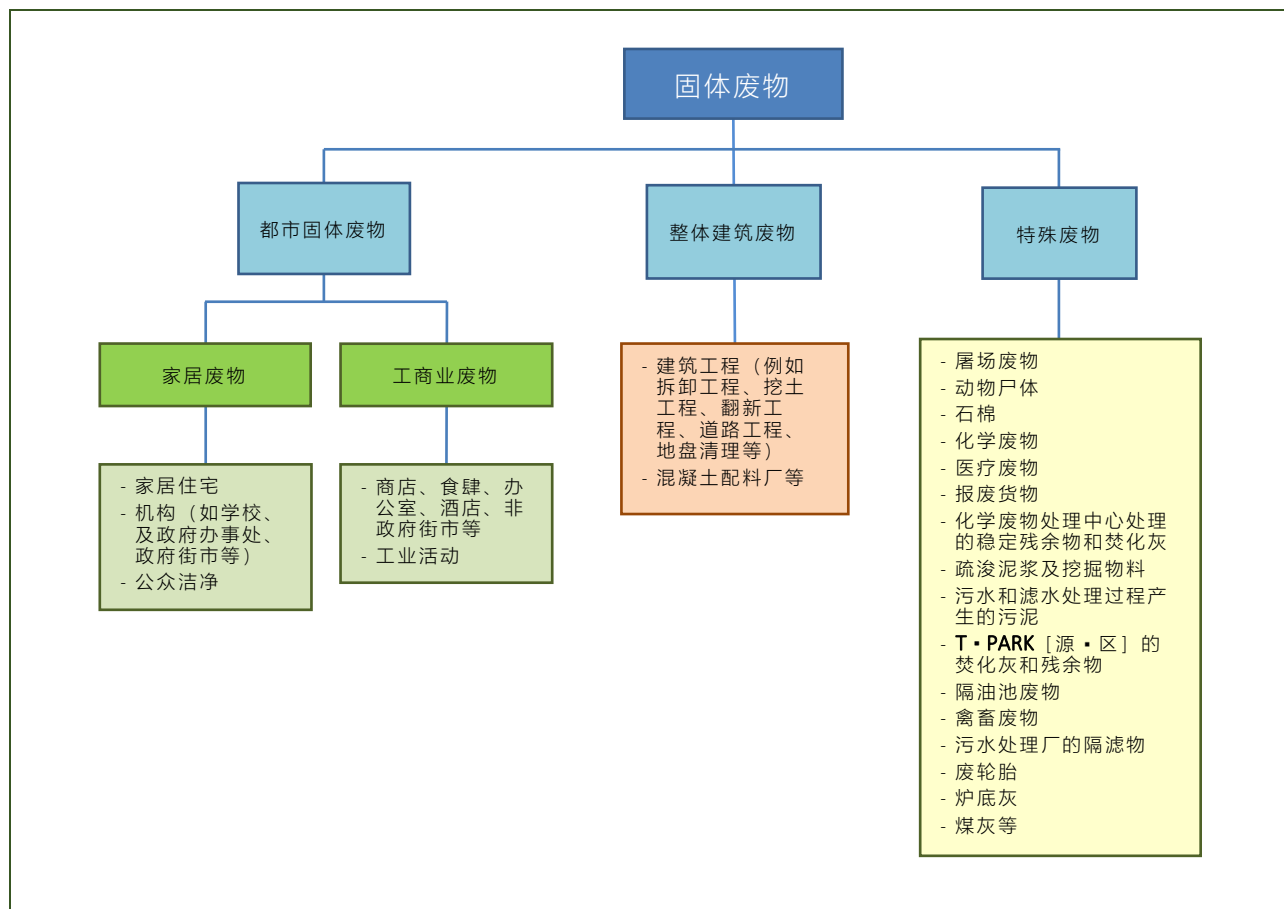 固体废物
都市固体废物
整体建筑废物
特殊废物
家居废物
工商业废物
- 家居住宅
- 机构（如学校、
及政府办事处、
政府街市等）
- 公众洁净
- 商店、食肆、办
公室、酒店、非
政府街市等
- 工业活动
- 建筑工程（例如
拆卸工程、挖土
工程、翻新工
程、道路工程、
地盘清理等）
- 混凝土配料厂等
- 屠场废物
- 动物尸体
- 石棉
- 化学废物
- 医疗废物
- 报废货物
- 化学废物处理中心处理
的稳定残余物和焚化灰
- 疏浚泥浆及挖掘物料
- 污水和滤水处理过程产
生的污泥
- T▪PARK［源▪区］的
焚化灰和残余物
- 隔油池废物
- 禽畜废物
- 污水处理厂的隔滤物
- 废轮胎
- 炉底灰
- 煤灰等